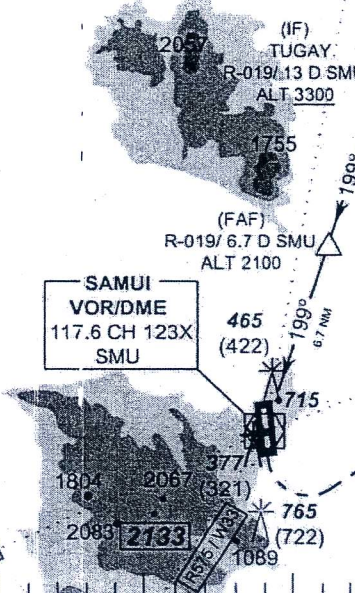 2057
(IF)
TUGAY
R-019/ 13 D SMU
ALT 3300
1755
199°
(FAF)
R-019/ 6.7 D SMU
ALT 2100
SAMUI
VOR/DME
117.6 CH 123X
SMU
199°
6.7 NM
465
(422)
715
377
(321)
1804
2067
2083
2133
765
(722)
R575 / W33
1089